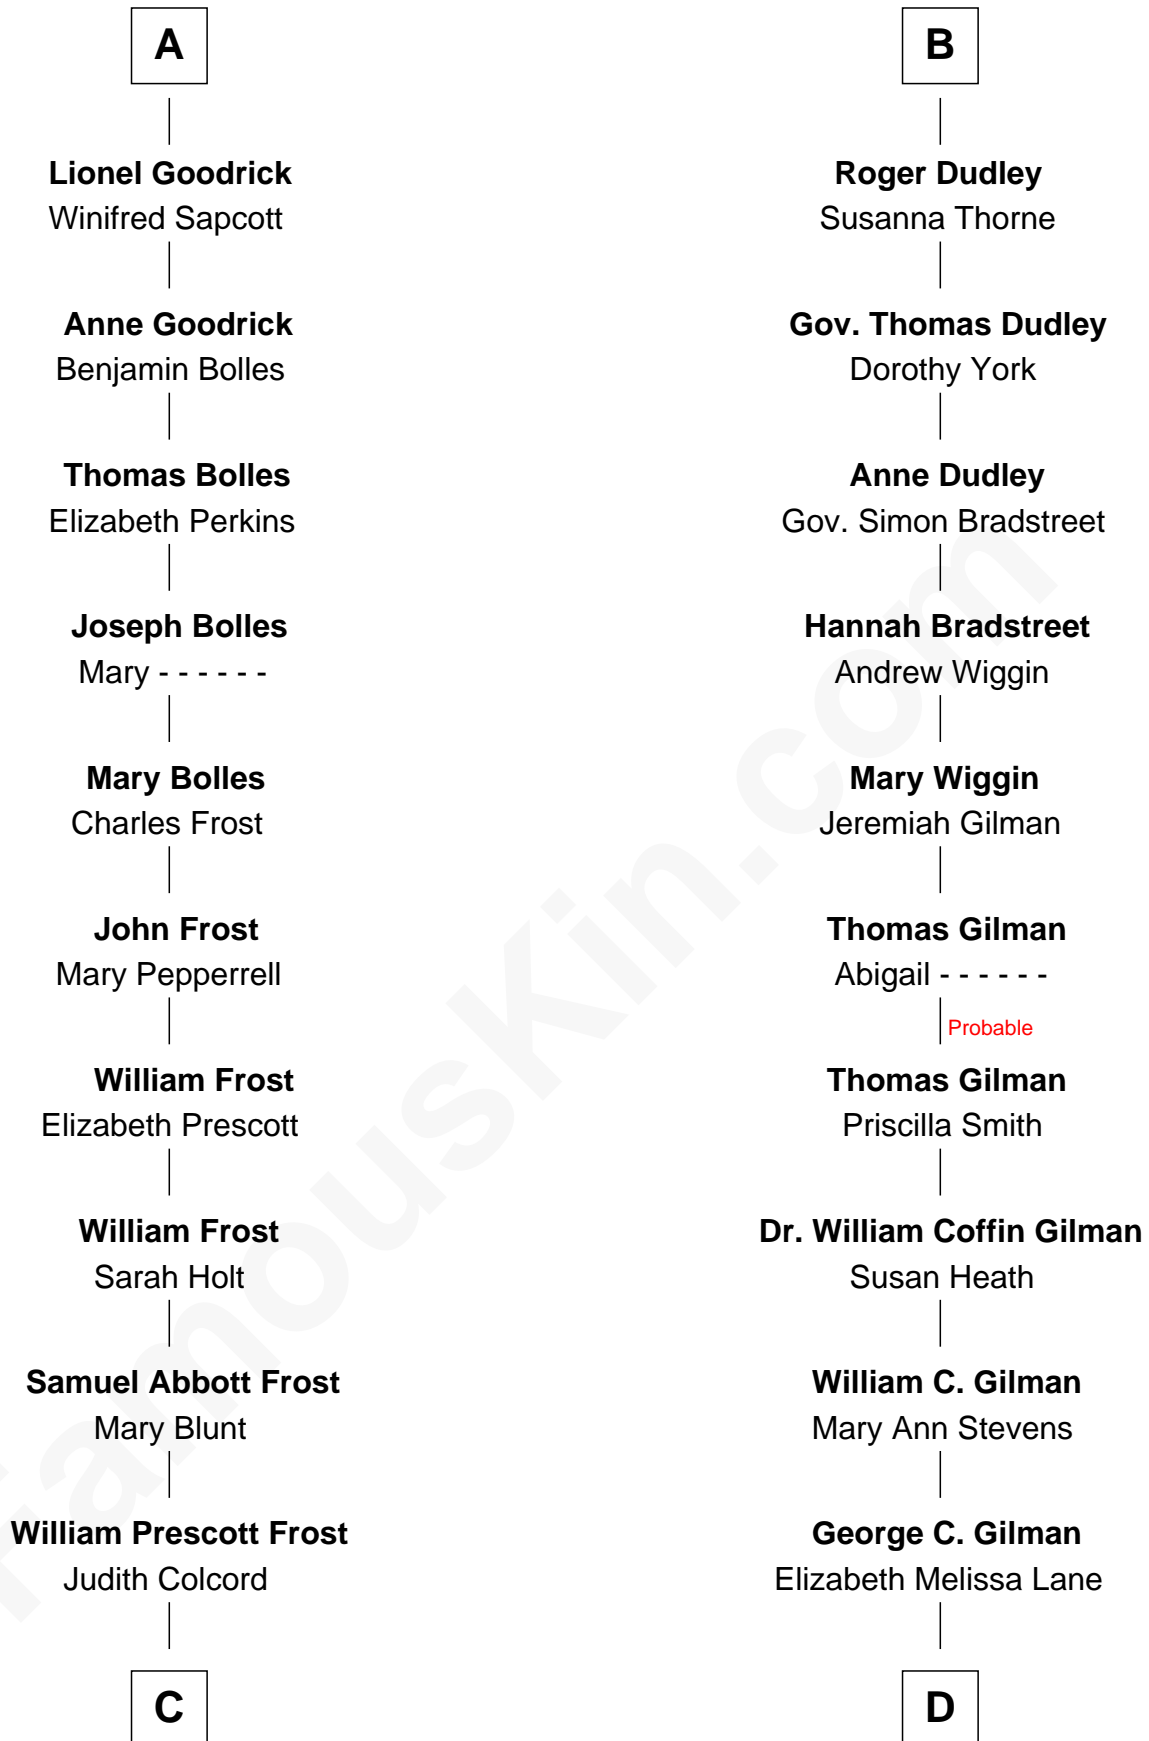 A
Lionel Goodrick
Winifred Sapcott
Anne Goodrick
Benjamin Bolles
Thomas Bolles
Elizabeth Perkins
Joseph Bolles
Mary - - - - - -
Mary Bolles
Charles Frost
John Frost
Mary Pepperrell
William Frost
Elizabeth Prescott
William Frost
Sarah Holt
Samuel Abbott Frost
Mary Blunt
William Prescott Frost
Judith Colcord
C
B
Roger Dudley
Susanna Thorne
Gov. Thomas Dudley
Dorothy York
Anne Dudley
Gov. Simon Bradstreet
Hannah Bradstreet
Andrew Wiggin
Mary Wiggin
Jeremiah Gilman
Thomas Gilman
Abigail - - - - - -
Probable
Thomas Gilman
Priscilla Smith
Dr. William Coffin Gilman
Susan Heath
William C. Gilman
Mary Ann Stevens
George C. Gilman
Elizabeth Melissa Lane
D
FamousKin.com